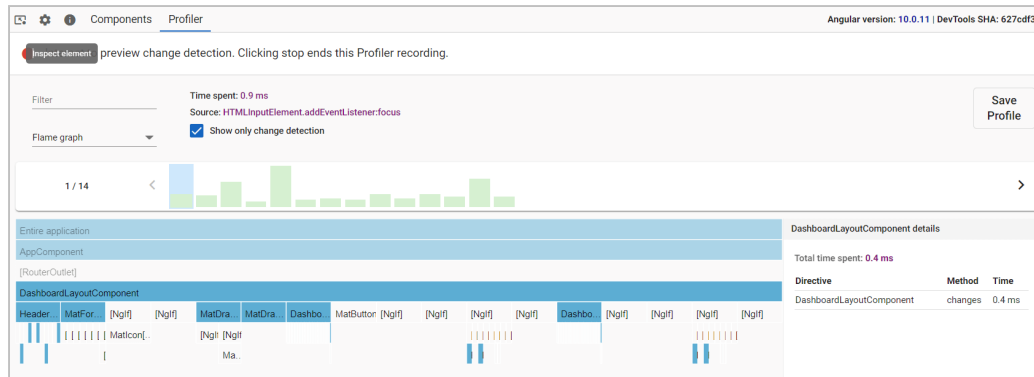 Components Profiler
Angular version: 10.0.11 | DevTools SHA: 627cdf3
Inspect element preview change detection. Clicking stop ends this Profiler recording.
Filter
Time spent: 0.9 ms
Source: HTMLInputElement.addEventListener:focus
Show only change detection
Save
Profile
Flame graph
1 / 14
Entire application
DashboardLayoutComponent details
AppComponent
Total time spent: 0.4 ms
[RouterOutlet]
Directive Method Time
DashboardLayoutComponent
DashboardLayoutComponent changes 0.4 ms
Header... MatFor... [NgIf] [NgIf] MatDra... MatDra... Dashbo... MatButton [NgIf] [NgIf] [NgIf] [NgIf] Dashbo... [NgIf] [NgIf] [NgIf] [NgIf]
[ [ [ [ [ [ MatIcon[.. [NgIf [NgIf
[ Ma..